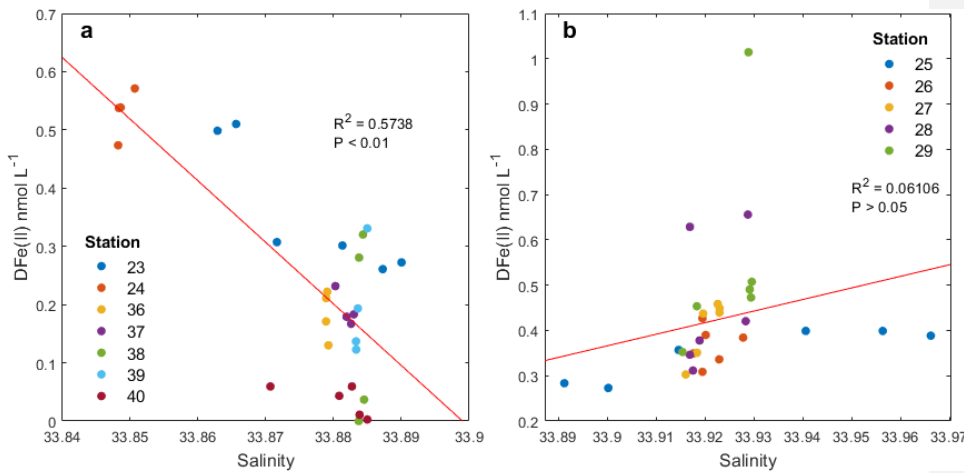 a
DFe(II) nmol L⁻¹
0.7
0.6
0.5
0.4
0.3
0.2
0.1
0
R² = 0.5738
P < 0.01
Station
23
24
36
37
38
39
40
33.84 33.85 33.86 33.87 33.88 33.89 33.9
Salinity
b
DFe(II) nmol L⁻¹
1.1
1.0
0.9
0.8
0.7
0.6
0.5
0.4
0.3
0.2
Station
25
26
27
28
29
R² = 0.06106
P > 0.05
33.89 33.9 33.91 33.92 33.93 33.94 33.95 33.96 33.97
Salinity